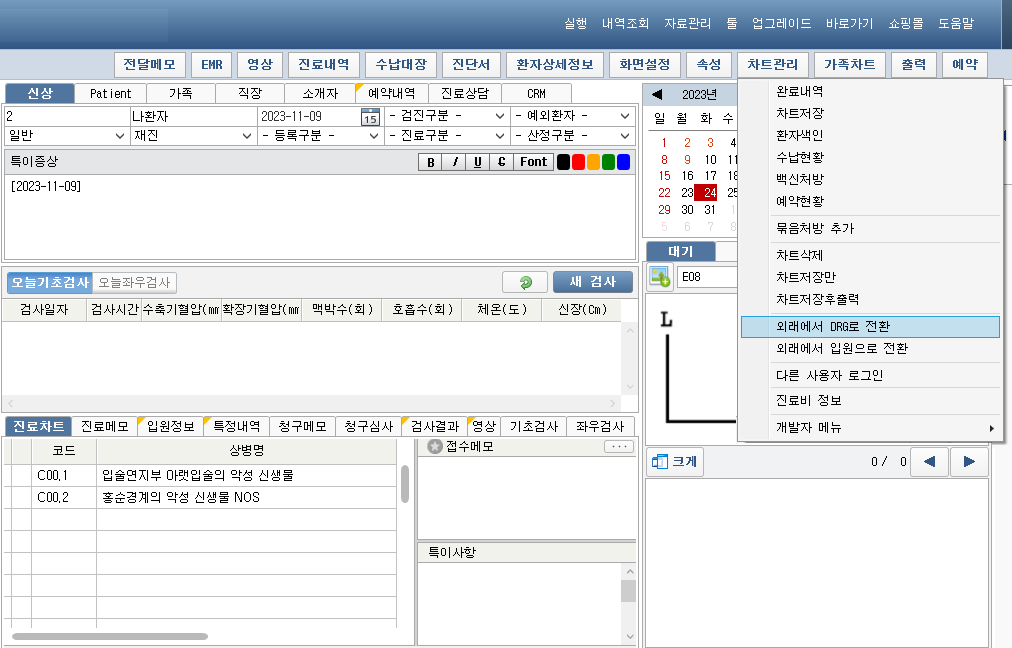 실행 내역조회 자료관리 툴 업그레이드 바로가기 쇼핑몰 도움말
전달메모 EMR 영상 진료내역 수납대장 진단서 환자상세정보 화면설정 속성 차트관리 가족차트 출력 예약
신상 Patient 가족 직장 소개자 예약내역 진료상담 CRM
2 나환자 2023-11-09 15 - 검진구분 - - 예외환자 -
일반 재진 - 등록구분 - - 진료구분 - - 산정구분 -
특이증상 B I U C Font
[2023-11-09]
오늘기초검사 오늘좌우검사 새 검사
검사일자 검사시간 수축기혈압(㎜ 확장기혈압(㎜ 맥박수(회) 호흡수(회) 체온(도) 신장(Cm)
진료차트 진료메모 입원정보 특정내역 청구메모 청구심사 검사결과 영상 기초검사 좌우검사
코드 상병명
C00.1 입술연지부 아랫입술의 악성 신생물
C00.2 홍순경계의 악성 신생물 NOS
접수메모 ...
특이사항
◀ 2023년
일 월 화 수
1 2 3 4
8 9 10 11
15 16 17 18
22 23 24 25
29 30 31 1
5 6 7 8
대기
E08
L
크게 0 / 0 ◀ ▶
완료내역
차트저장
환자색인
수납현황
백신처방
예약현황
묶음처방 추가
차트삭제
차트저장만
차트저장후출력
외래에서 DRG로 전환
외래에서 입원으로 전환
다른 사용자 로그인
진료비 정보
개발자 메뉴